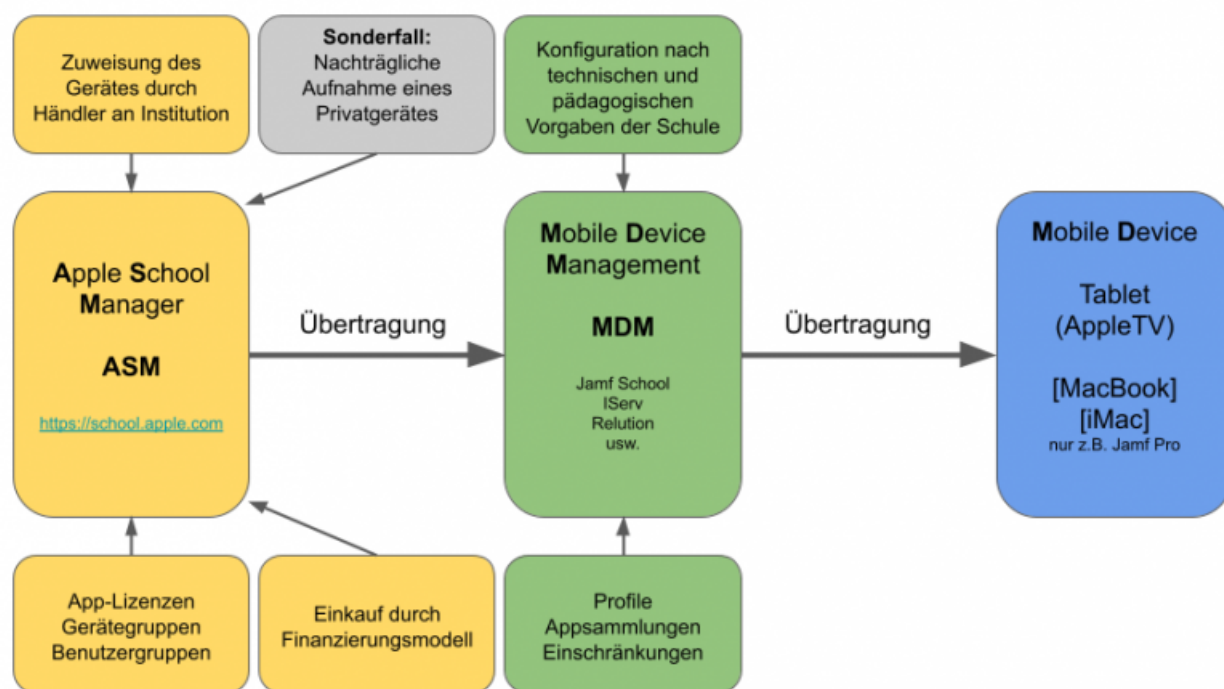 Zuweisung des
Gerätes durch
Händler an Institution
Sonderfall:
Nachträgliche
Aufnahme eines
Privatgerätes
Konfiguration nach
technischen und
pädagogischen
Vorgaben der Schule
Apple School
Manager
ASM
https://school.apple.com
Übertragung
Mobile Device
Management
MDM
Jamf School
IServ
Relution
usw.
Übertragung
Mobile Device
Tablet
(AppleTV)
[MacBook]
[iMac]
nur z.B. Jamf Pro
App-Lizenzen
Gerätegruppen
Benutzergruppen
Einkauf durch
Finanzierungsmodell
Profile
Appsammlungen
Einschränkungen